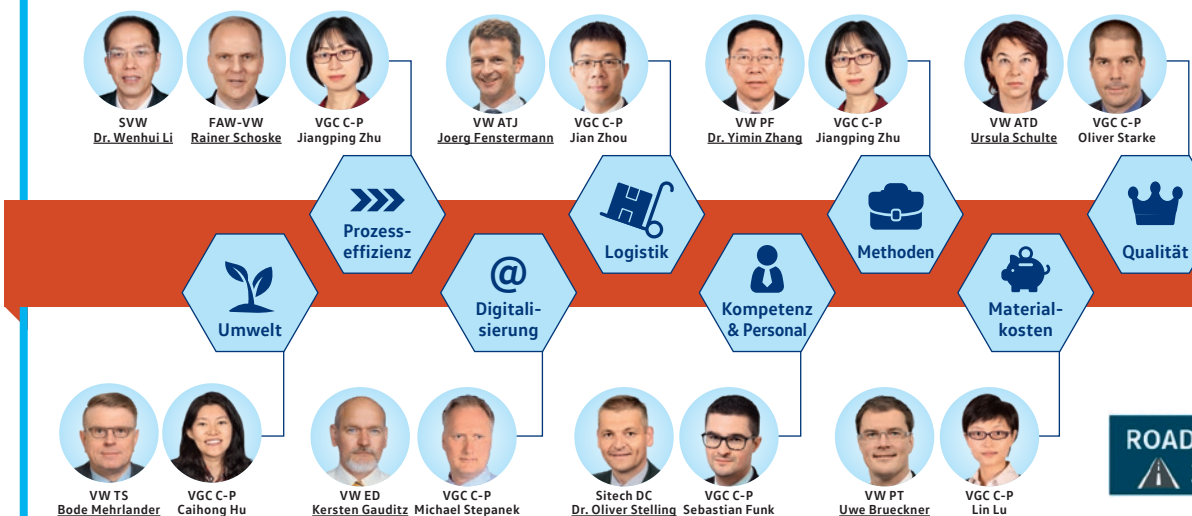 SVW
Dr. Wenhui Li
FAW-VW
Rainer Schoske
VGC C-P
Jiangping Zhu
VW ATJ
Joerg Fenstermann
VGC C-P
Jian Zhou
VW PF
Dr. Yimin Zhang
VGC C-P
Jiangping Zhu
VW ATD
Ursula Schulte
VGC C-P
Oliver Starke
Prozess-
effizienz
Logistik
Methoden
Qualität
Umwelt
@
Digitali-
sierung
Kompetenz
& Personal
Material-
kosten
VW TS
Bode Mehrlander
VGC C-P
Caihong Hu
VW ED
Kersten Gauditz
VGC C-P
Michael Stepanek
Sitech DC
Dr. Oliver Stelling
VGC C-P
Sebastian Funk
VW PT
Uwe Brueckner
VGC C-P
Lin Lu
ROAD